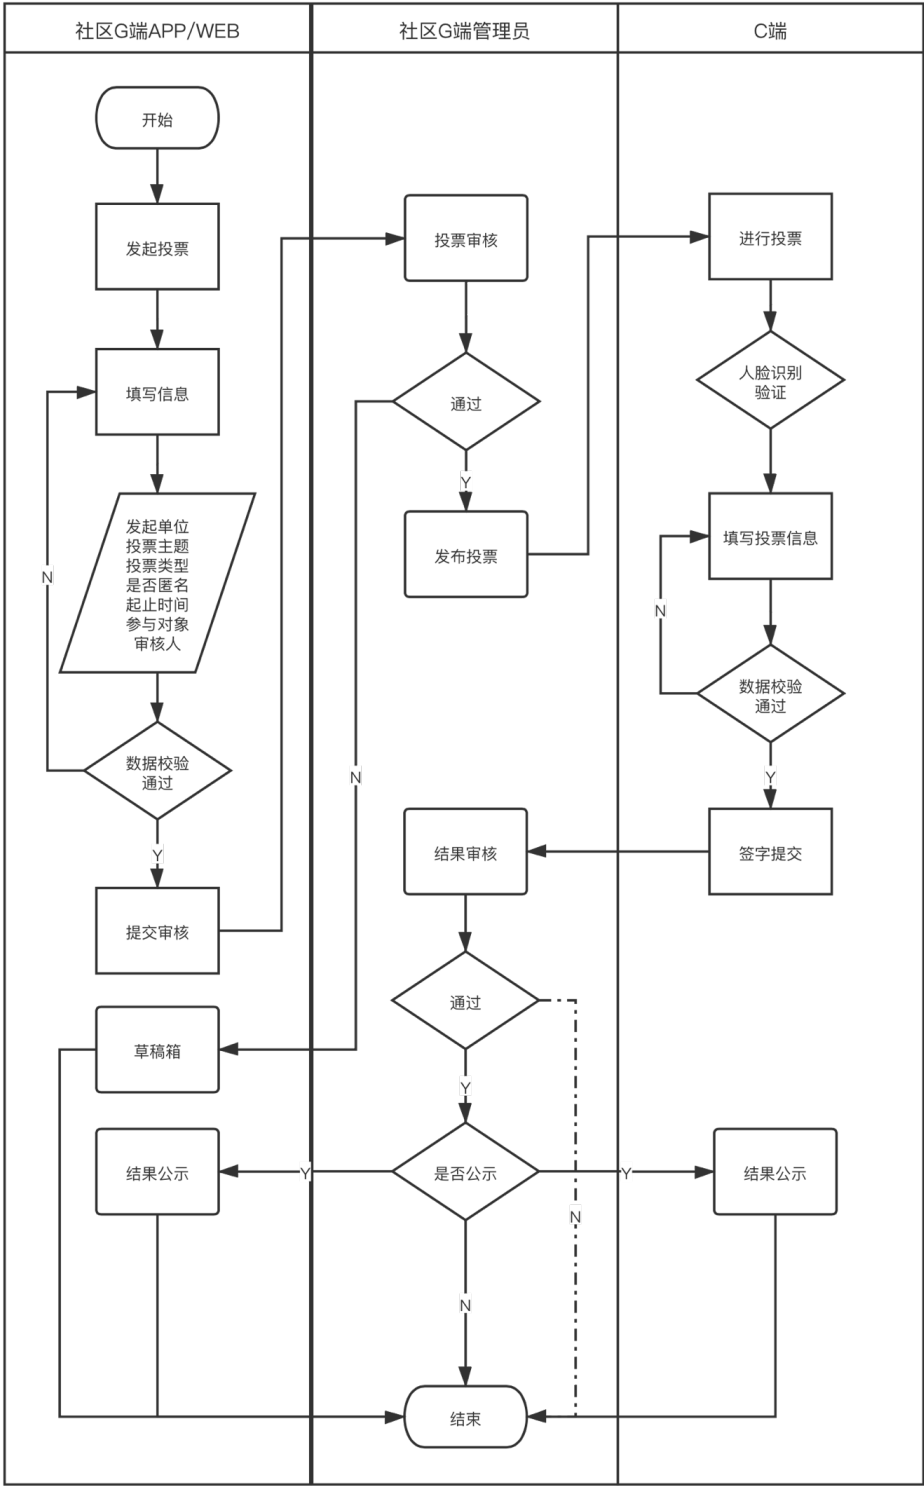 社区G端APP/WEB
社区G端管理员
C端
开始
发起投票
填写信息
发起单位
投票主题
投票类型
是否匿名
起止时间
参与对象
审核人
N
数据校验
通过
Y
提交审核
草稿箱
结果公示
投票审核
通过
Y
发布投票
N
结果审核
通过
Y
是否公示
Y
Y
N
N
结束
进行投票
人脸识别
验证
填写投票信息
N
数据校验
通过
Y
签字提交
结果公示